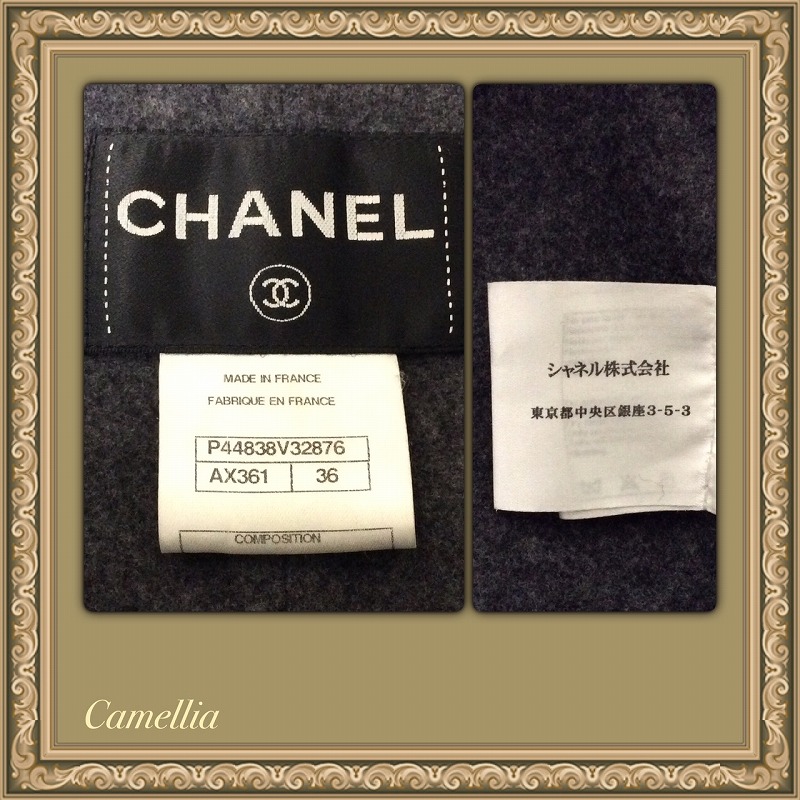 CHANEL
MADE IN FRANCE
FABRIQUE EN FRANCE
P44838V32876
AX361 36
COMPOSITION
シャネル株式会社
東京都中央区銀座3-5-3
Camellia